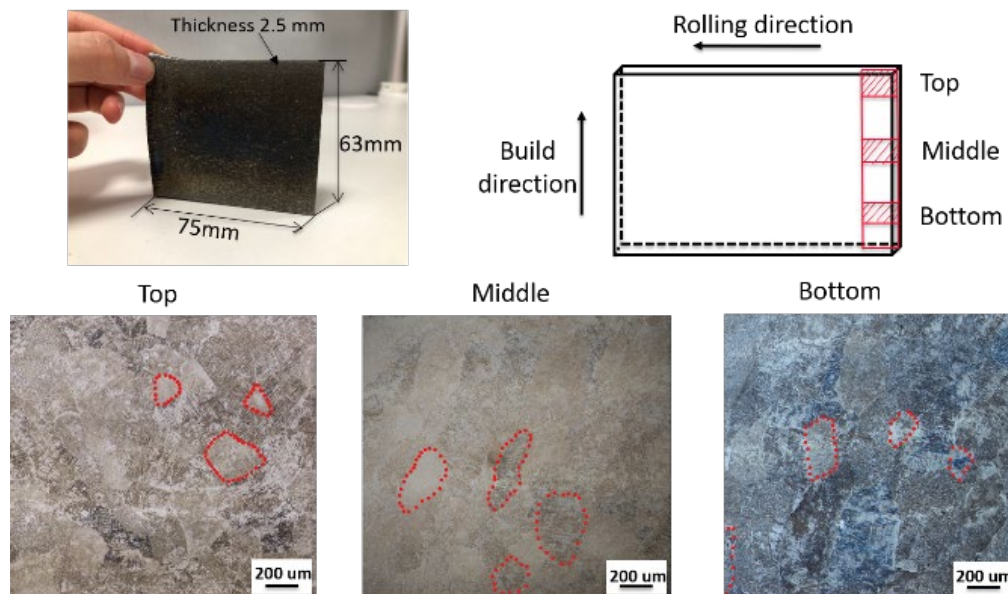 Thickness 2.5 mm
63mm
75mm
Rolling direction
Build
direction
Top
Middle
Bottom
Top
Middle
Bottom
200 um
200 um
200 um